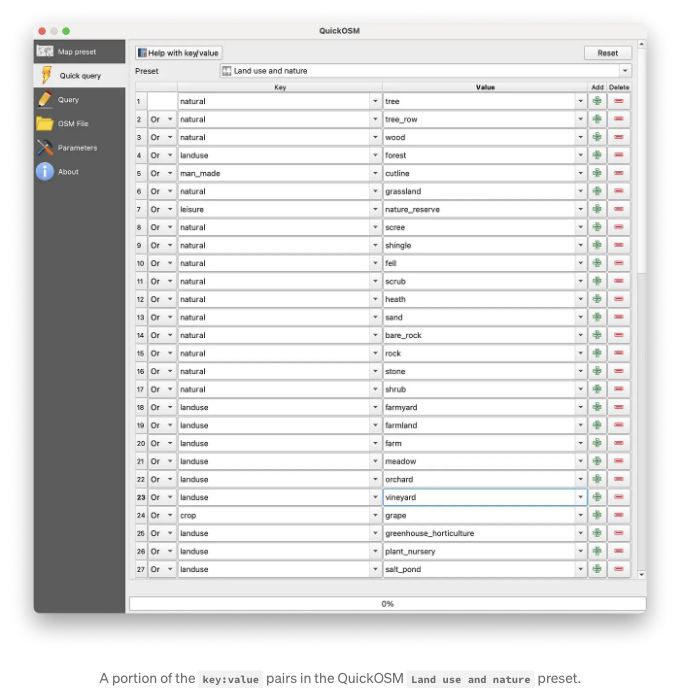 QuickOSM
Map preset
Quick query
Query
OSM File
Parameters
About
Help with key/value
Reset
Preset
Land use and nature
Key Value Add Delete
1 natural tree
2 Or natural tree_row
3 Or natural wood
4 Or landuse forest
5 Or man_made cutline
6 Or natural grassland
7 Or leisure nature_reserve
8 Or natural scree
9 Or natural shingle
10 Or natural fell
11 Or natural scrub
12 Or natural heath
13 Or natural sand
14 Or natural bare_rock
15 Or natural rock
16 Or natural stone
17 Or natural shrub
18 Or landuse farmyard
19 Or landuse farmland
20 Or landuse farm
21 Or landuse meadow
22 Or landuse orchard
23 Or landuse vineyard
24 Or crop grape
25 Or landuse greenhouse_horticulture
26 Or landuse plant_nursery
27 Or landuse salt_pond
0%
A portion of the key:value pairs in the QuickOSM Land use and nature preset.